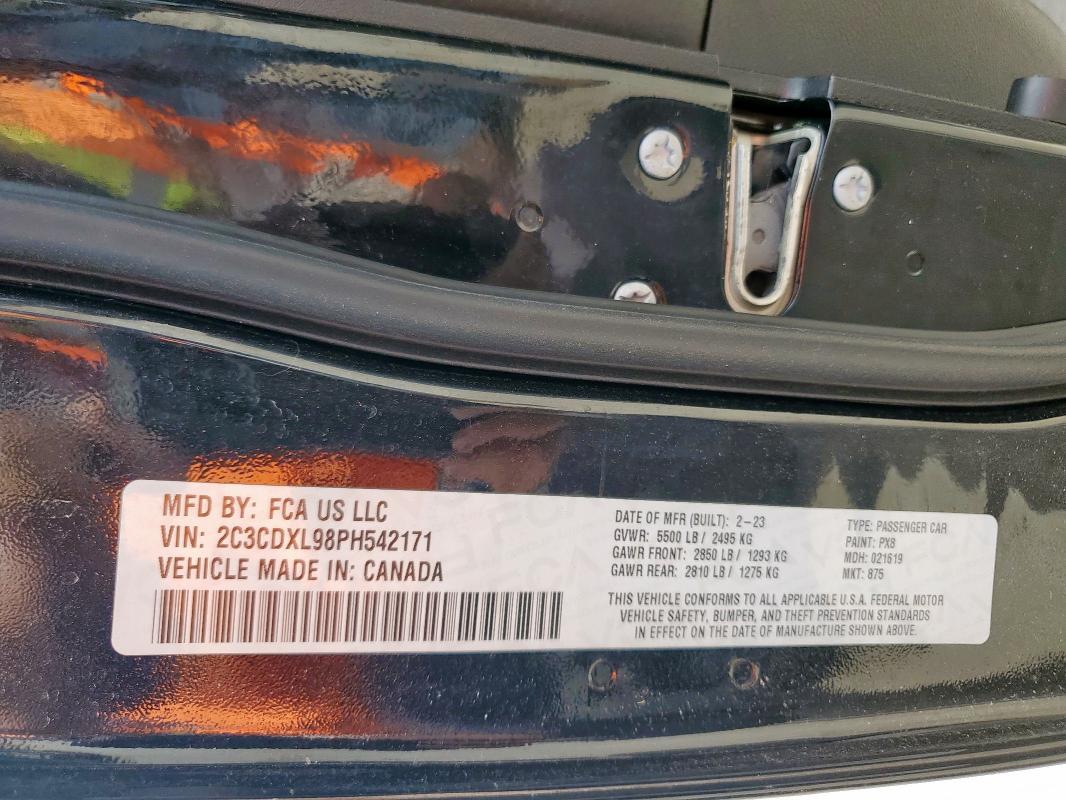 MFD BY: FCA US LLC
VIN: 2C3CDXL98PH542171
VEHICLE MADE IN: CANADA
DATE OF MFR (BUILT): 2-23
GVWR: 5500 LB / 2495 KG
GAWR FRONT: 2850 LB / 1293 KG
GAWR REAR: 2810 LB / 1275 KG
TYPE: PASSENGER CAR
PAINT: PX8
MDH: 021619
MKT: 875
THIS VEHICLE CONFORMS TO ALL APPLICABLE U.S.A. FEDERAL MOTOR
VEHICLE SAFETY, BUMPER, AND THEFT PREVENTION STANDARDS
IN EFFECT ON THE DATE OF MANUFACTURE SHOWN ABOVE.